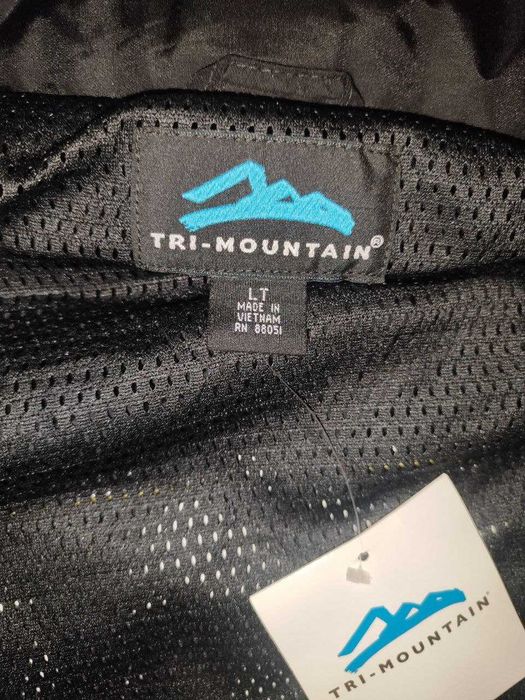 TRI-MOUNTAIN®
LT
MADE IN
VIETNAM
RN 88051
TRI-MOUNTAIN®